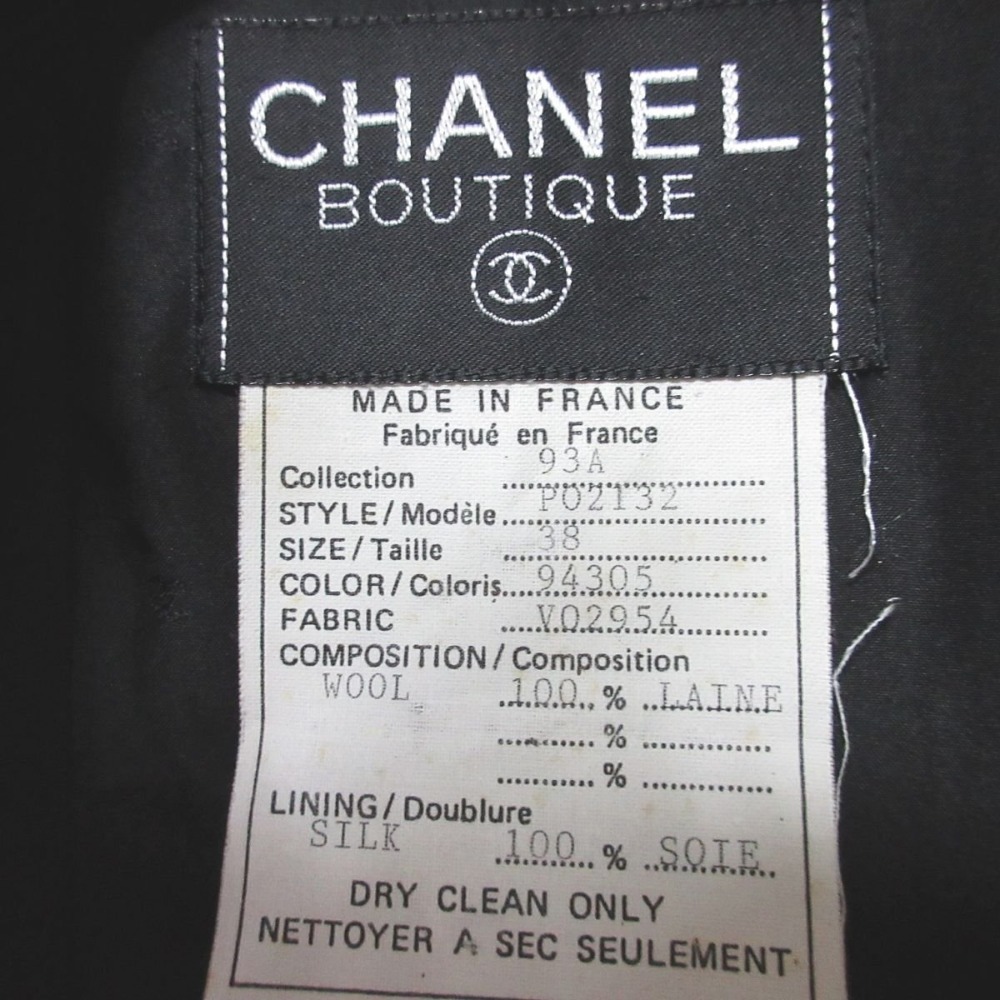 CHANEL
BOUTIQUE
MADE IN FRANCE
Fabriqué en France
Collection 93A
STYLE/Modèle P02132
SIZE/Taille 38
COLOR/Coloris 94305
FABRIC V02954
COMPOSITION/Composition
WOOL 100 % LAINE
%
%
LINING/Doublure
SILK 100 % SOIE
DRY CLEAN ONLY
NETTOYER A SEC SEULEMENT